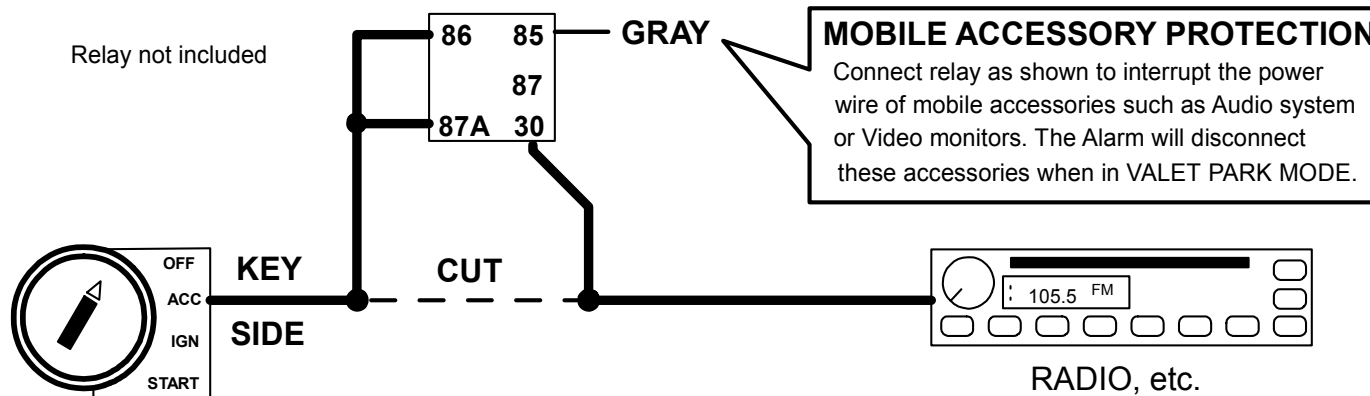 Relay not included
86 85
87
87A 30
GRAY
MOBILE ACCESSORY PROTECTION
Connect relay as shown to interrupt the power
wire of mobile accessories such as Audio system
or Video monitors. The Alarm will disconnect
these accessories when in VALET PARK MODE.
OFF
ACC
IGN
START
KEY
SIDE
CUT
105.5 FM
RADIO, etc.